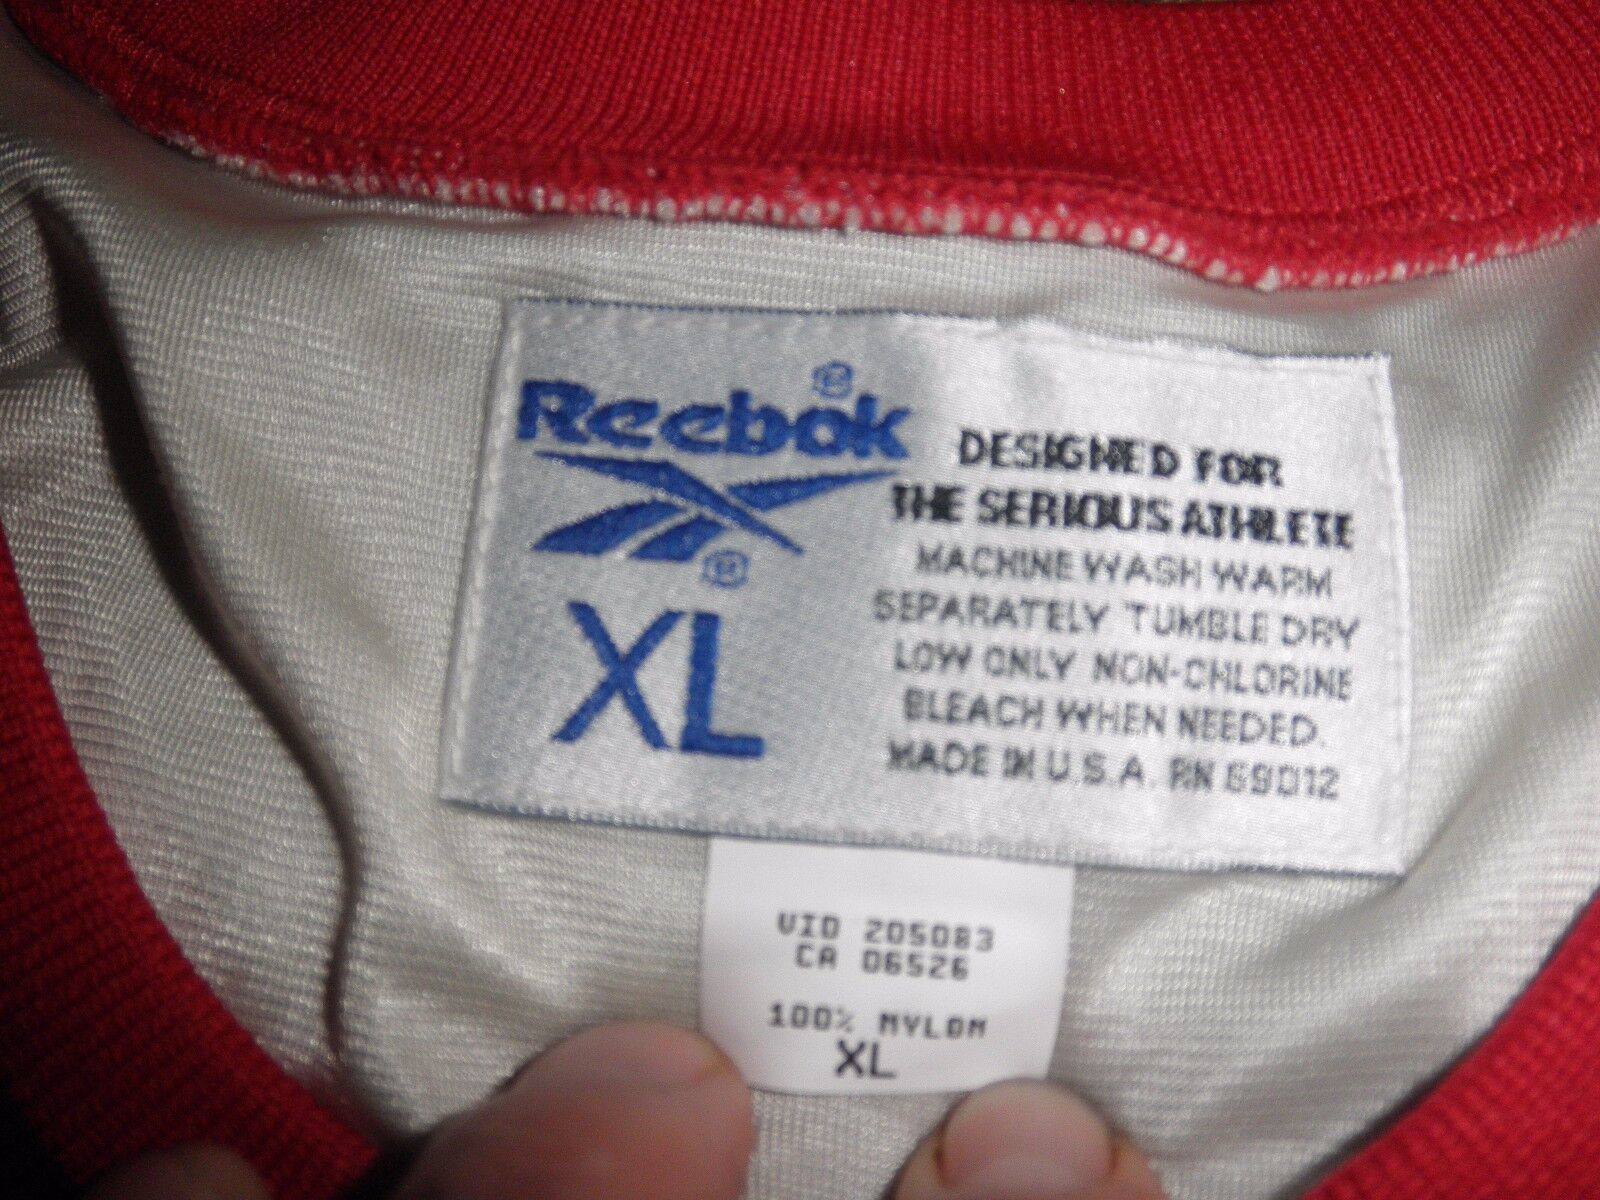 Reebok ®
®
XL
DESIGNED FOR
THE SERIOUS ATHLETE
MACHINE WASH WARM
SEPARATELY TUMBLE DRY
LOW ONLY NON-CHLORINE
BLEACH WHEN NEEDED.
MADE IN U.S.A. RN 69012
VID 205083
CA 06526
100% NYLON
XL